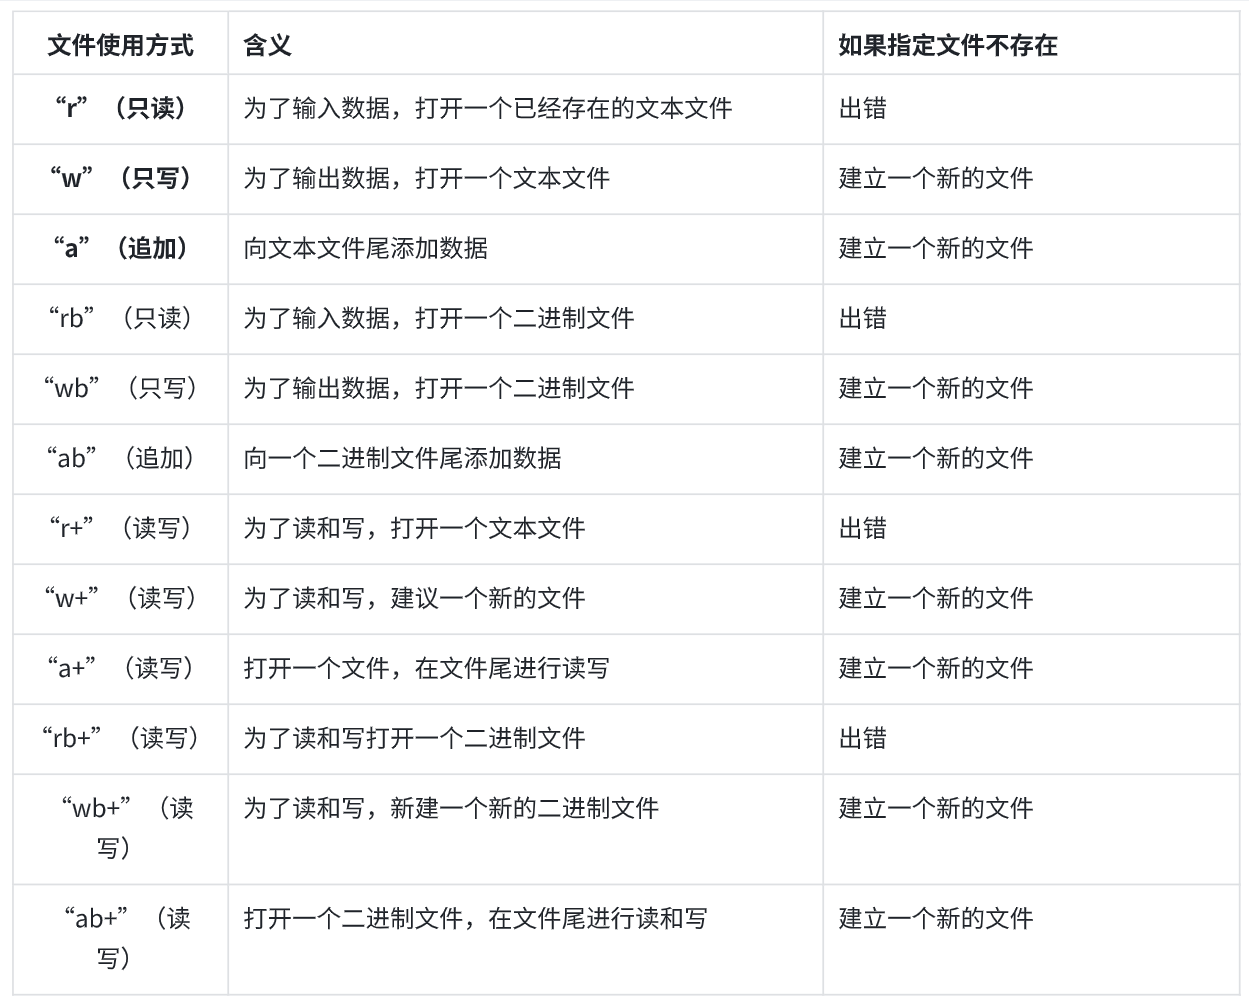 文件使用方式 含义 如果指定文件不存在
“r” （只读） 为了输入数据，打开一个已经存在的文本文件 出错
“w” （只写） 为了输出数据，打开一个文本文件 建立一个新的文件
“a” （追加） 向文本文件尾添加数据 建立一个新的文件
“rb” （只读） 为了输入数据，打开一个二进制文件 出错
“wb” （只写） 为了输出数据，打开一个二进制文件 建立一个新的文件
“ab” （追加） 向一个二进制文件尾添加数据 建立一个新的文件
“r+” （读写） 为了读和写，打开一个文本文件 出错
“w+” （读写） 为了读和写，建议一个新的文件 建立一个新的文件
“a+” （读写） 打开一个文件，在文件尾进行读写 建立一个新的文件
“rb+” （读写） 为了读和写打开一个二进制文件 出错
“wb+” （读 为了读和写，新建一个新的二进制文件 建立一个新的文件
写）
“ab+” （读 打开一个二进制文件，在文件尾进行读和写 建立一个新的文件
写）